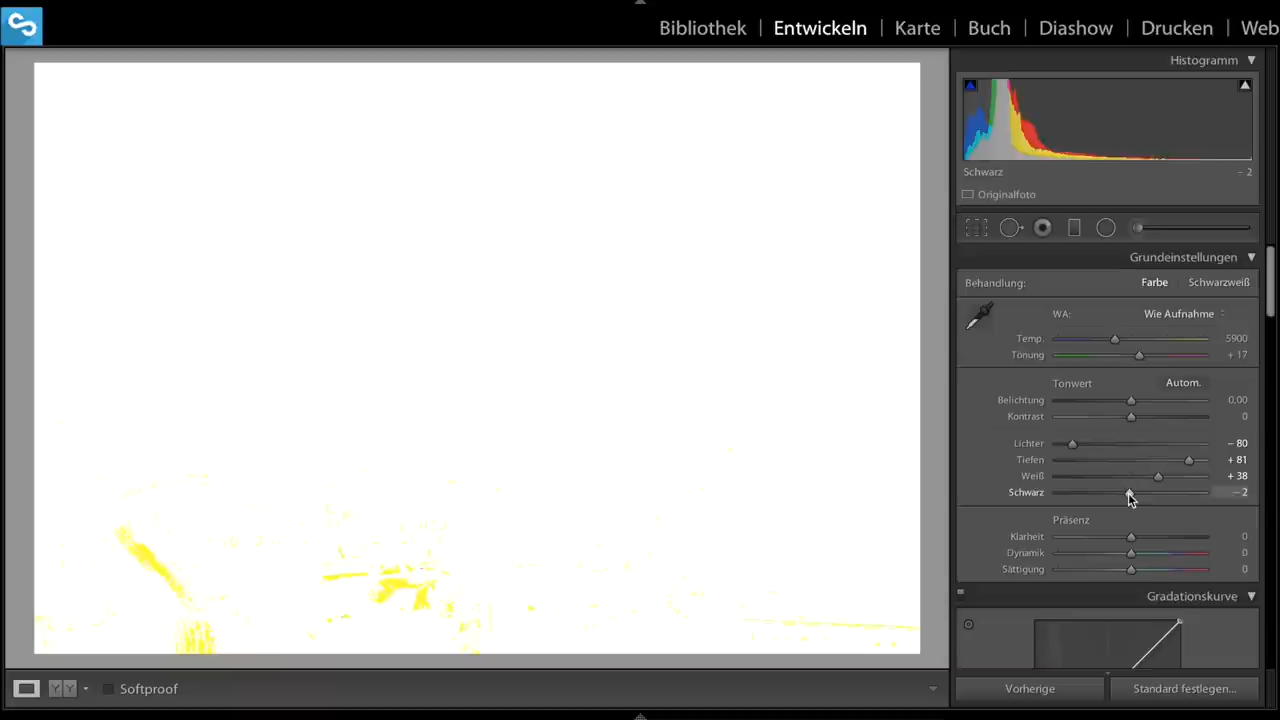 Bibliothek | Entwickeln | Karte | Buch | Diashow | Drucken | Web
Histogramm
Schwarz – 2
Originalfoto
Grundeinstellungen
Behandlung: Farbe Schwarzweiß
WA: Wie Aufnahme
Temp. 5900
Tönung + 17
Tonwert Autom.
Belichtung 0,00
Kontrast 0
Lichter – 80
Tiefen + 81
Weiß + 38
Schwarz – 2
Präsenz
Klarheit 0
Dynamik 0
Sättigung 0
Gradationskurve
YY Softproof
Vorherige Standard festlegen...